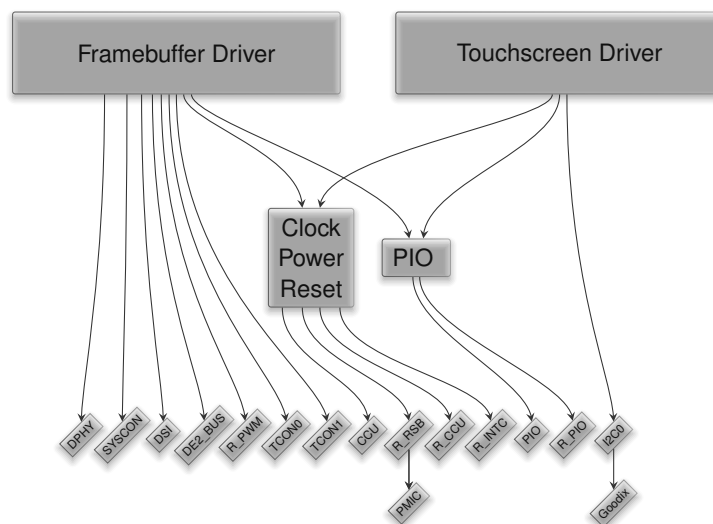 Framebuffer Driver
Touchscreen Driver
Clock
Power
Reset
PIO
DPHY
SYSCON
DSI
DE2_BUS
R_PWM
TCON0
TCON1
CCU
R_RSB
R_CCU
R_INTC
PIO
R_PIO
I2C0
PMIC
Goodix